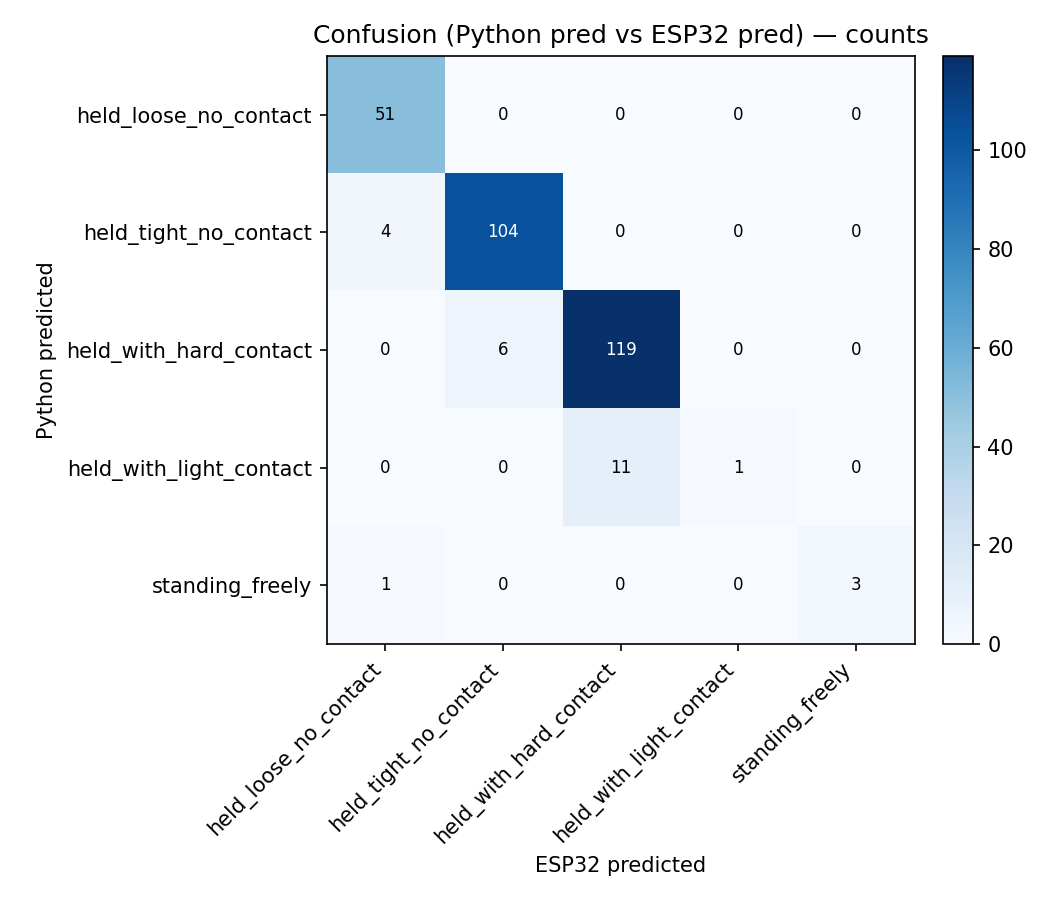 Confusion (Python pred vs ESP32 pred) — counts
held_loose_no_contact 51 0 0 0 0
held_tight_no_contact 4 104 0 0 0
held_with_hard_contact 0 6 119 0 0
held_with_light_contact 0 0 11 1 0
standing_freely 1 0 0 0 3
Python predicted
held_loose_no_contact
held_tight_no_contact
held_with_hard_contact
held_with_light_contact
standing_freely
ESP32 predicted
100
80
60
40
20
0